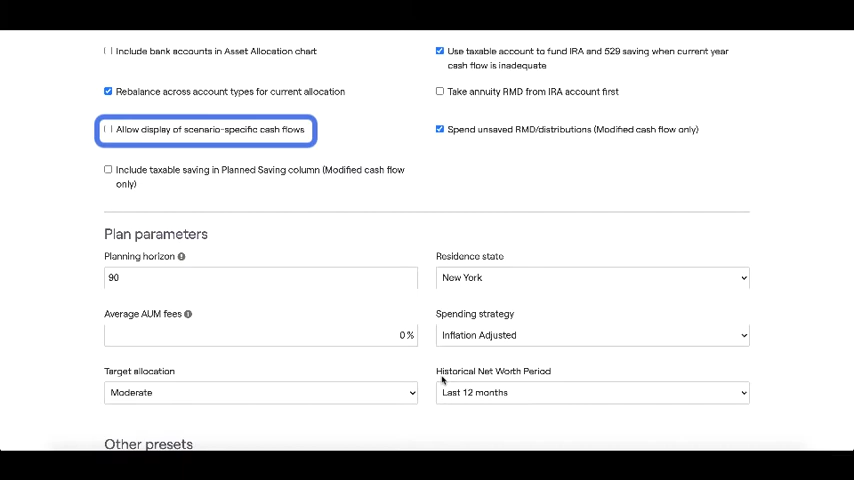 Include bank accounts in Asset Allocation chart
Use taxable account to fund IRA and 529 saving when current year
cash flow is inadequate
Rebalance across account types for current allocation
Take annuity RMD from IRA account first
Allow display of scenario-specific cash flows
Spend unsaved RMD/distributions (Modified cash flow only)
Include taxable saving in Planned Saving column (Modified cash flow
only)
Plan parameters
Planning horizon
Residence state
90
New York
Average AUM fees
Spending strategy
0 %
Inflation Adjusted
Target allocation
Historical Net Worth Period
Moderate
Last 12 months
Other presets